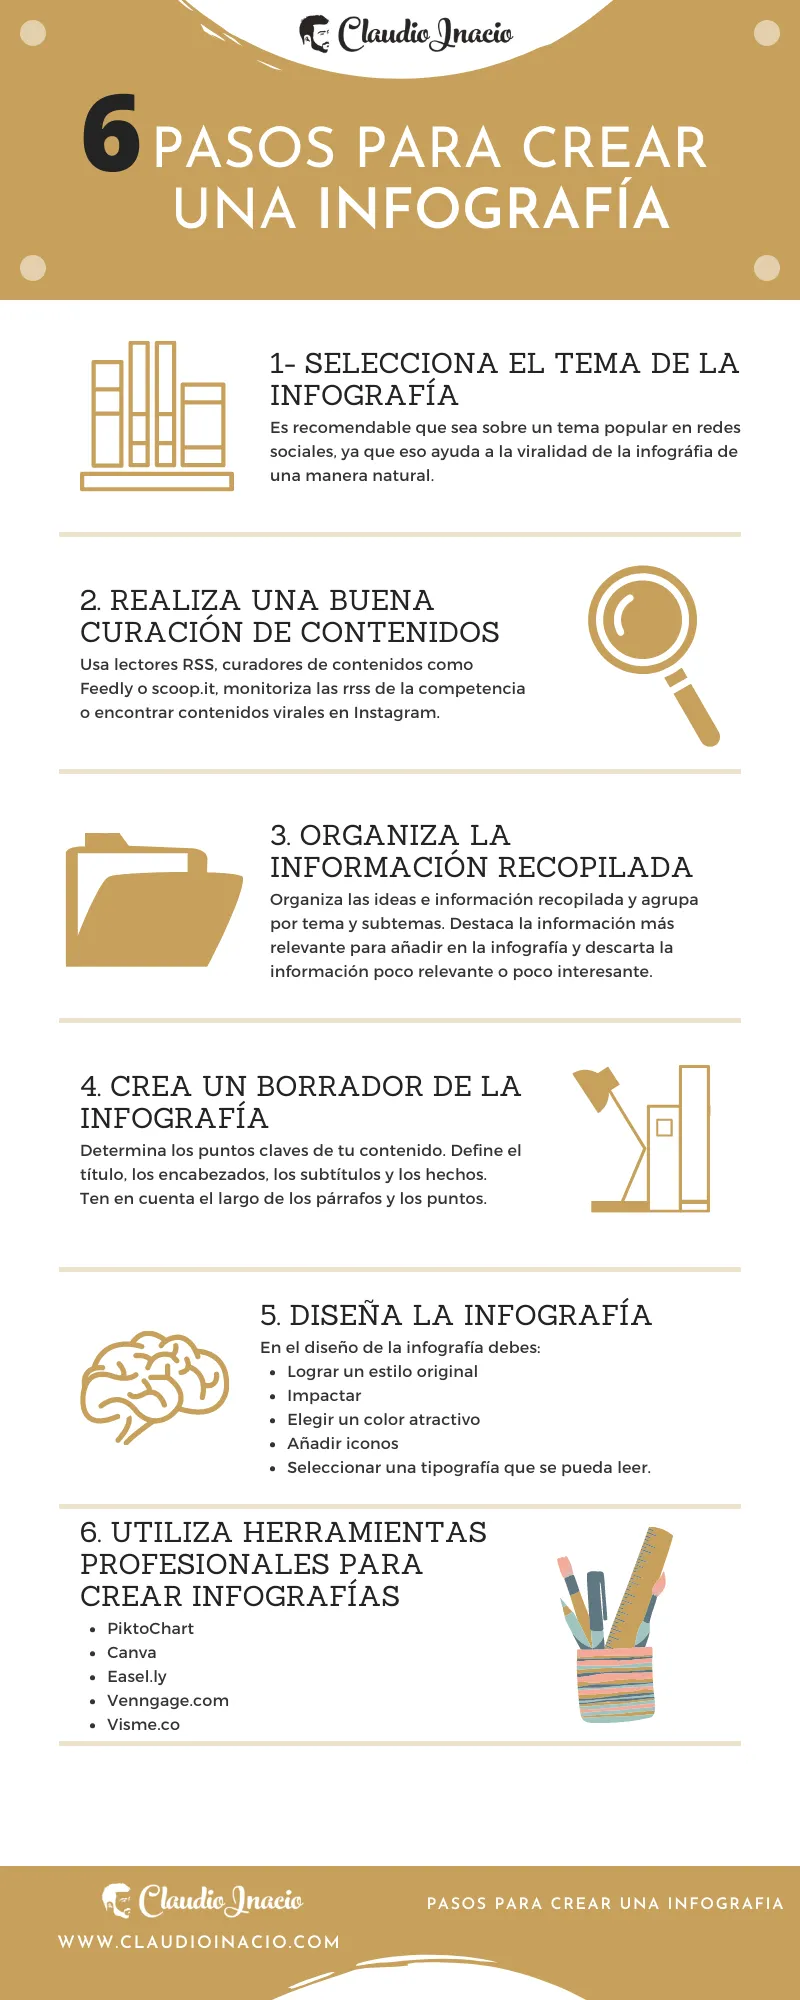 Claudio Inacio
6 PASOS PARA CREAR
UNA INFOGRAFÍA
1- SELECCIONA EL TEMA DE LA
INFOGRAFÍA
Es recomendable que sea sobre un tema popular en redes
sociales, ya que eso ayuda a la viralidad de la infográfia de
una manera natural.
2. REALIZA UNA BUENA
CURACIÓN DE CONTENIDOS
Usa lectores RSS, curadores de contenidos como
Feedly o scoop.it, monitoriza las rrss de la competencia
o encontrar contenidos virales en Instagram.
3. ORGANIZA LA
INFORMACIÓN RECOPILADA
Organiza las ideas e información recopilada y agrupa
por tema y subtemas. Destaca la información más
relevante para añadir en la infografía y descarta la
información poco relevante o poco interesante.
4. CREA UN BORRADOR DE LA
INFOGRAFÍA
Determina los puntos claves de tu contenido. Define el
título, los encabezados, los subtítulos y los hechos.
Ten en cuenta el largo de los párrafos y los puntos.
5. DISEÑA LA INFOGRAFÍA
En el diseño de la infografía debes:
• Lograr un estilo original
• Impactar
• Elegir un color atractivo
• Añadir iconos
• Seleccionar una tipografía que se pueda leer.
6. UTILIZA HERRAMIENTAS
PROFESIONALES PARA
CREAR INFOGRAFÍAS
• PiktoChart
• Canva
• Easel.ly
• Venngage.com
• Visme.co
Claudio Inacio
WWW.CLAUDIOINACIO.COM
PASOS PARA CREAR UNA INFOGRAFIA